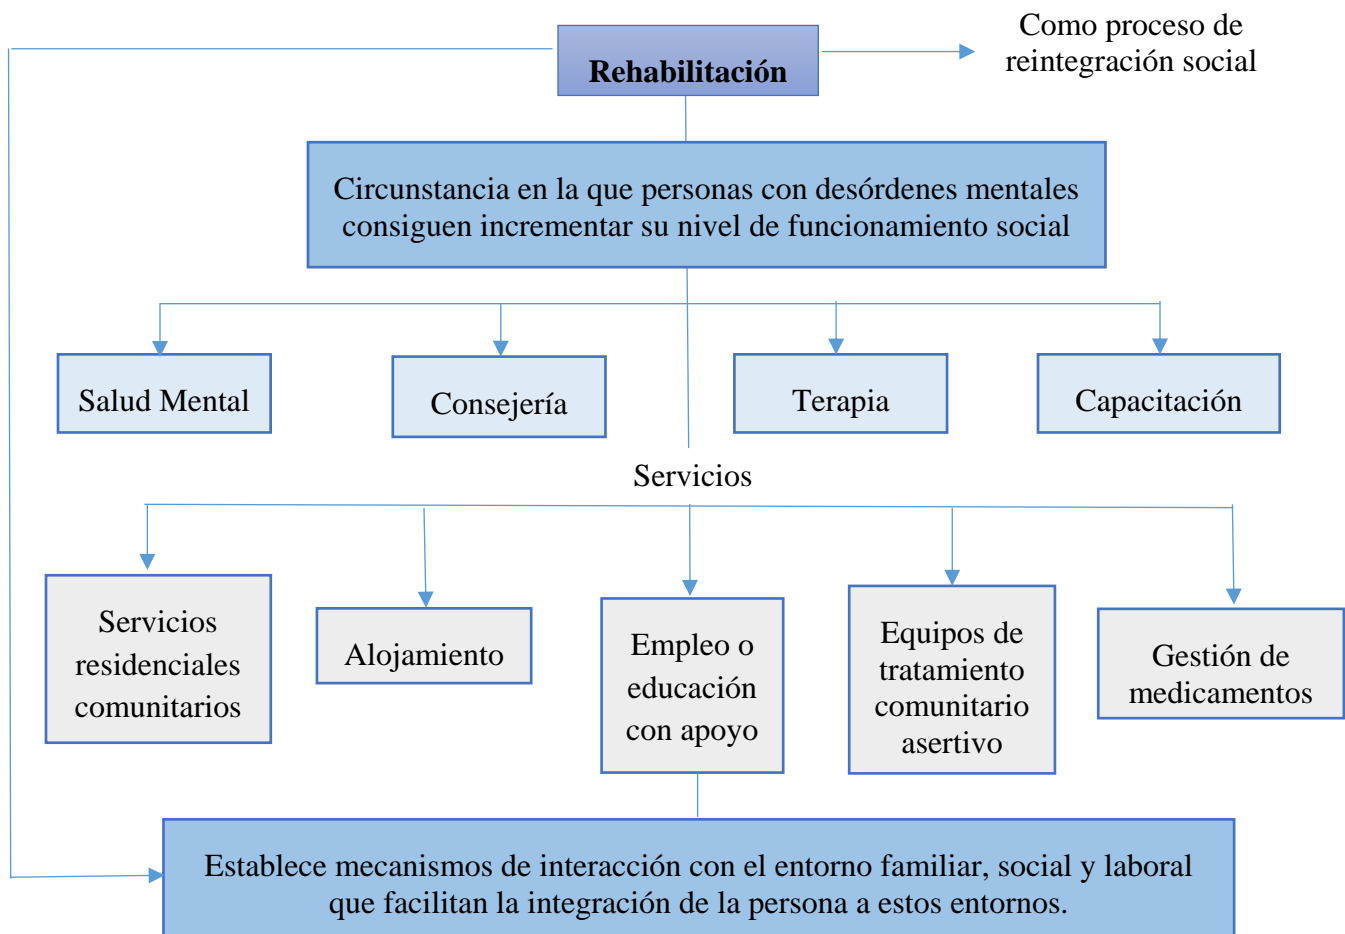 Como proceso de
reintegración social
Rehabilitación
Circunstancia en la que personas con desórdenes mentales
consiguen incrementar su nivel de funcionamiento social
Salud Mental
Consejería
Terapia
Capacitación
Servicios
Servicios
residenciales
comunitarios
Alojamiento
Empleo o
educación
con apoyo
Equipos de
tratamiento
comunitario
asertivo
Gestión de
medicamentos
Establece mecanismos de interacción con el entorno familiar, social y laboral
que facilitan la integración de la persona a estos entornos.